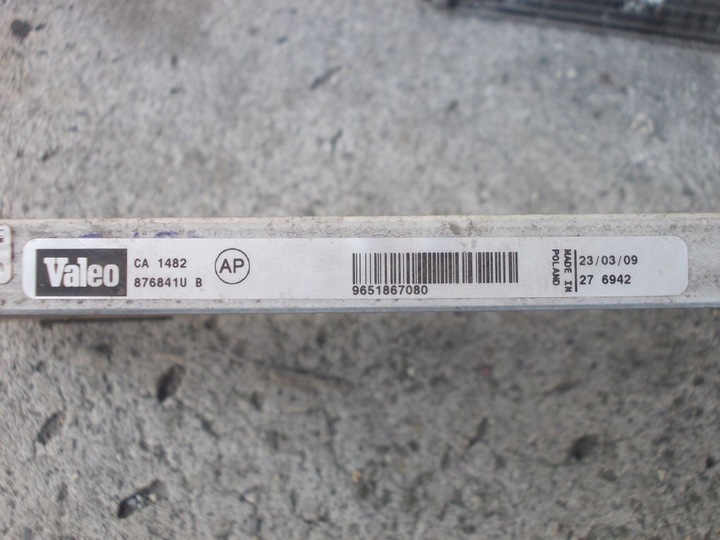 Valeo
CA 1482
876841U B
AP
9651867080
MADE IN
POLAND
23/03/09
27 6942